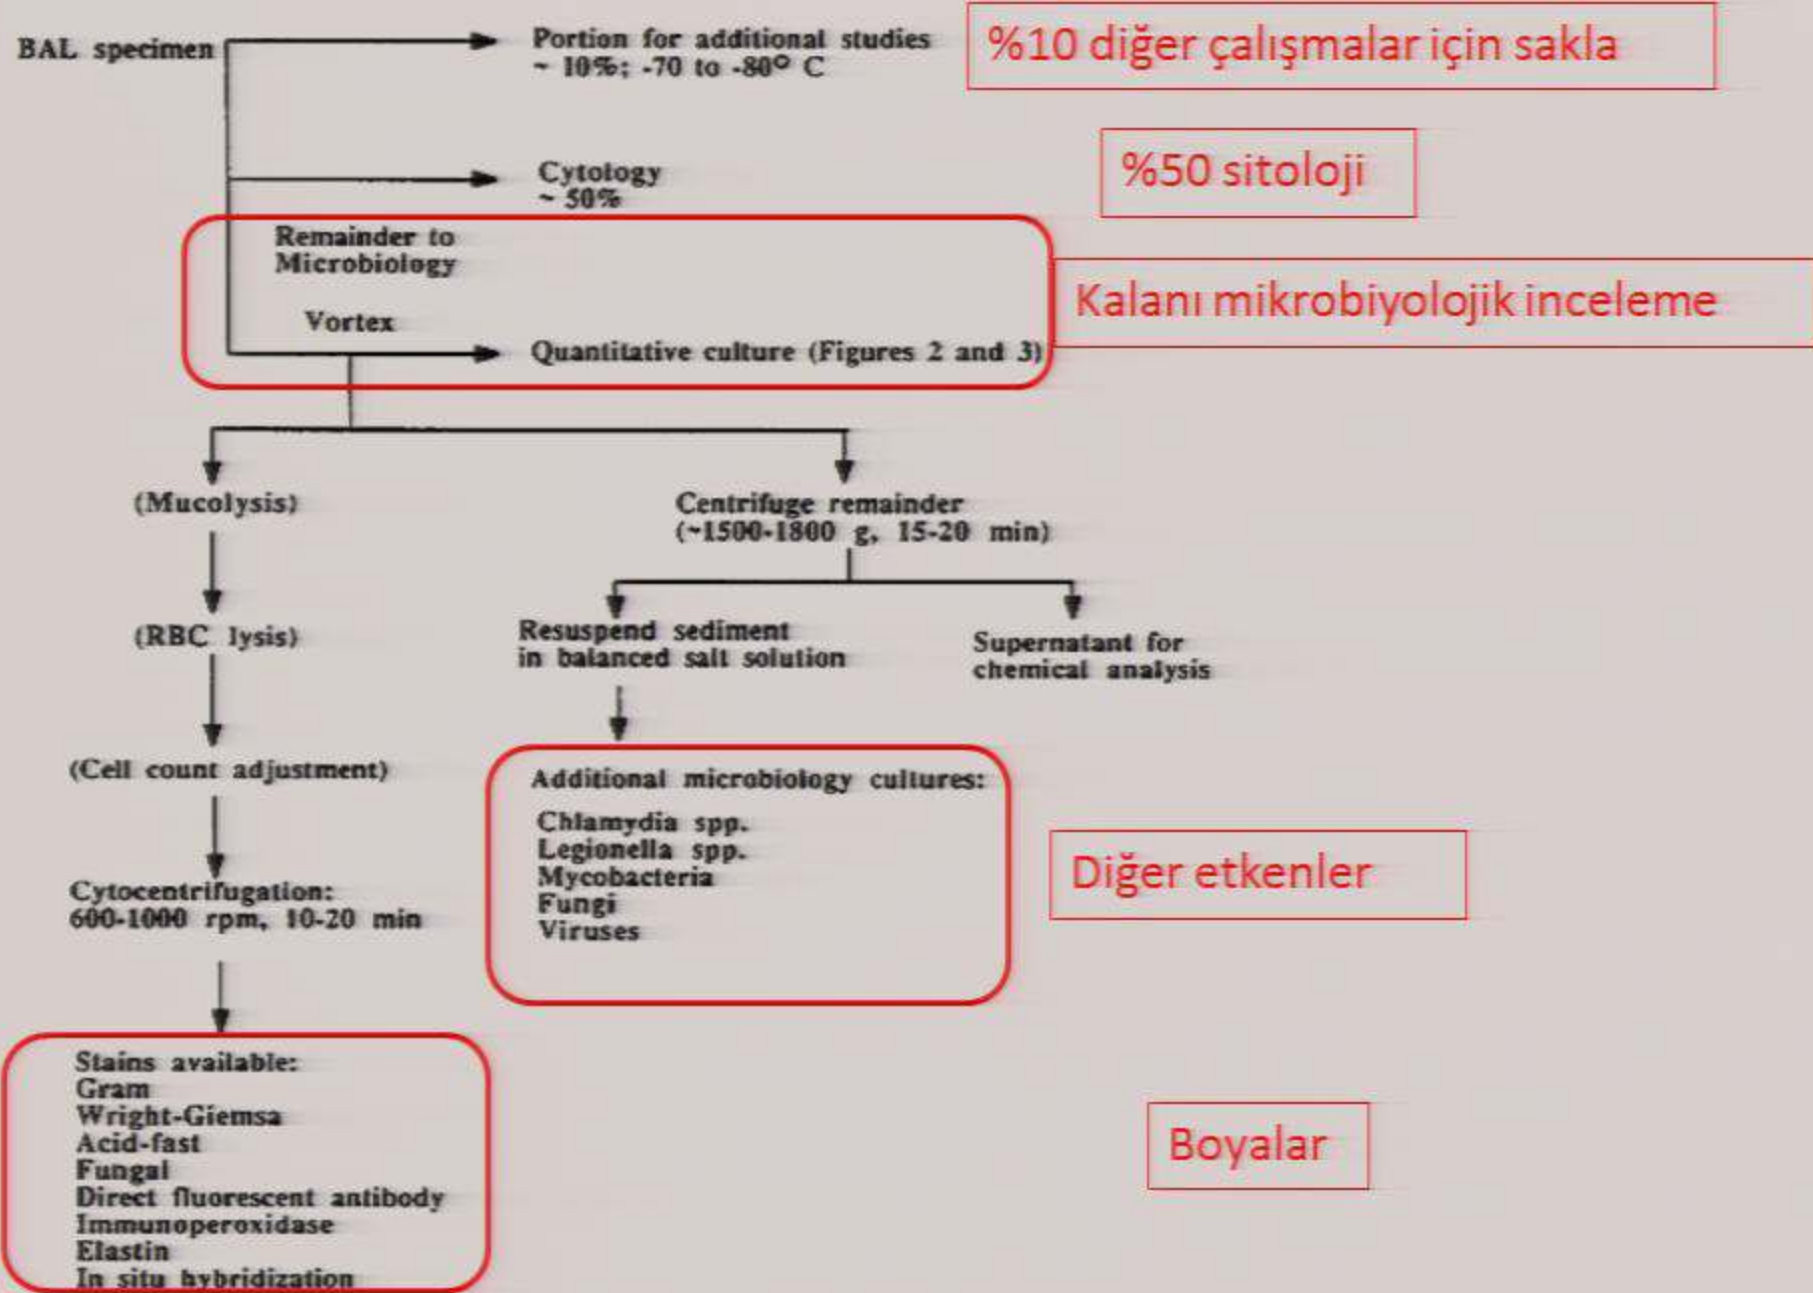 BAL specimen
Portion for additional studies
~ 10%; -70 to -80° C
%10 diğer çalışmalar için sakla
Cytology
~ 50%
%50 sitoloji
Remainder to
Microbiology
Vortex
Quantitative culture (Figures 2 and 3)
Kalanı mikrobiyolojik inceleme
(Mucolysis)
(RBC lysis)
(Cell count adjustment)
Cytocentrifugation:
600-1000 rpm, 10-20 min
Centrifuge remainder
(~1500-1800 g, 15-20 min)
Resuspend sediment
in balanced salt solution
Supernatant for
chemical analysis
Additional microbiology cultures:
Chlamydia spp.
Legionella spp.
Mycobacteria
Fungi
Viruses
Diğer etkenler
Stains available:
Gram
Wright-Giemsa
Acid-fast
Fungal
Direct fluorescent antibody
Immunoperoxidase
Elastin
In situ hybridization
Boyalar